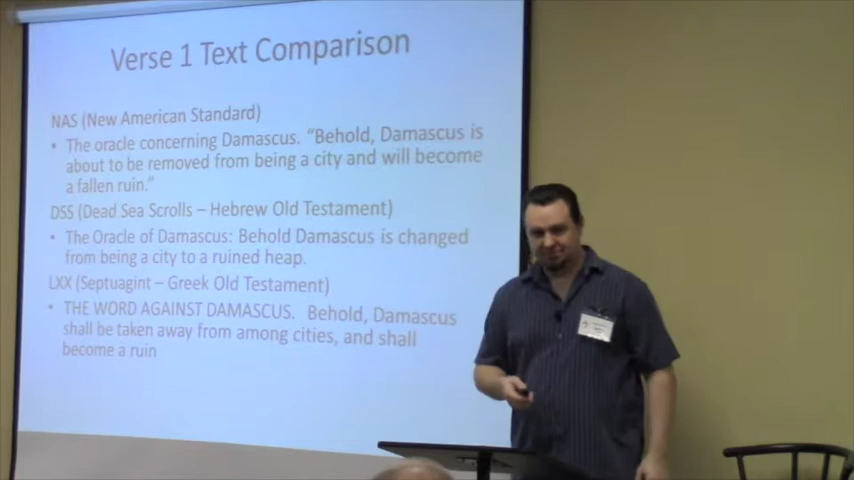 Verse 1 Text Comparison
NAS (New American Standard)
• The oracle concerning Damascus. “Behold, Damascus is
about to be removed from being a city and will become
a fallen ruin.”
DSS (Dead Sea Scrolls – Hebrew Old Testament)
• The Oracle of Damascus: Behold Damascus is changed
from being a city to a ruined heap.
LXX (Septuagint – Greek Old Testament)
• THE WORD AGAINST DAMASCUS. Behold, Damascus
shall be taken away from among cities, and shall
become a ruin